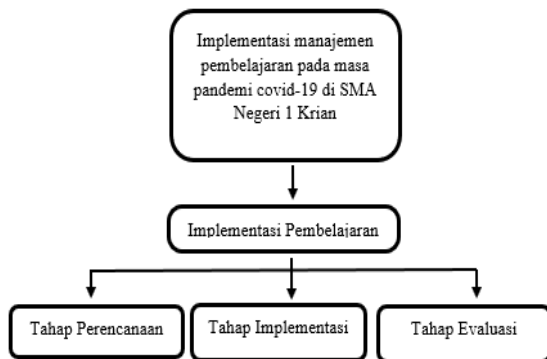 Implementasi manajemen
pembelajaran pada masa
pandemi covid-19 di SMA
Negeri 1 Krian
Implementasi Pembelajaran
Tahap Perencanaan
Tahap Implementasi
Tahap Evaluasi